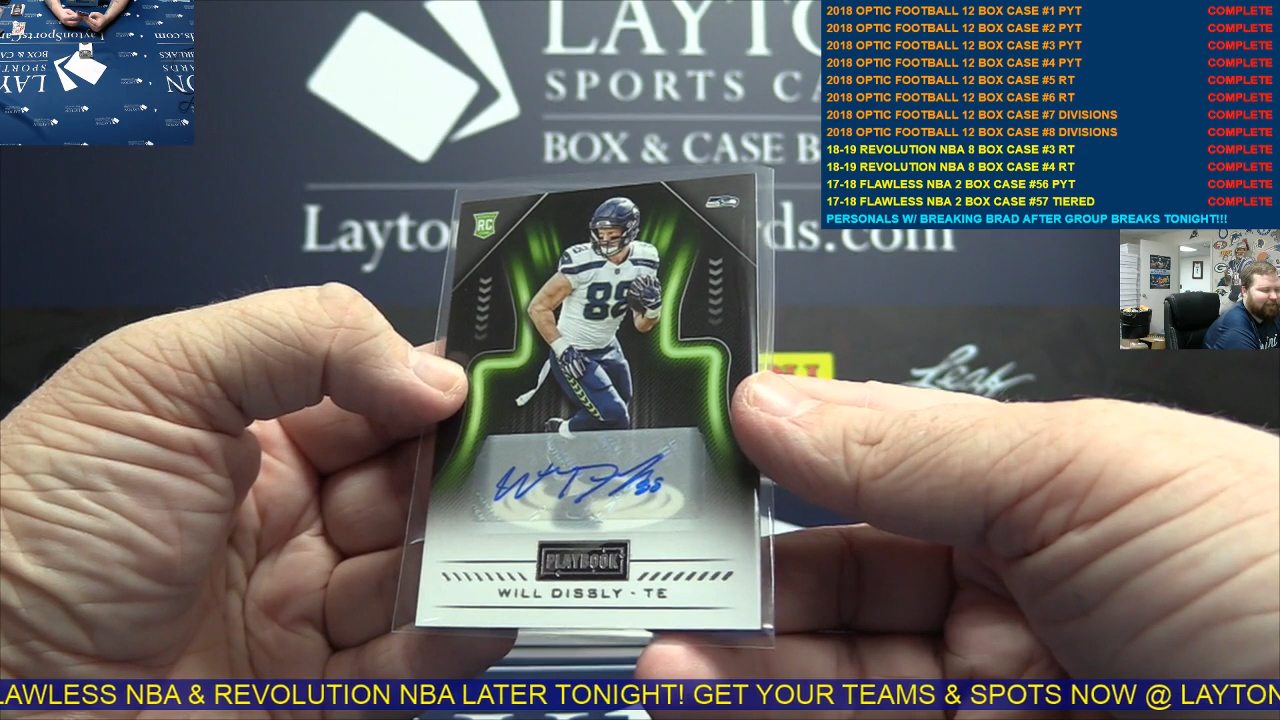 LAYTO
SPORTS CA
BOX & CASE B
Layto
rds.com
2018 OPTIC FOOTBALL 12 BOX CASE #1 PYT COMPLETE
2018 OPTIC FOOTBALL 12 BOX CASE #2 PYT COMPLETE
2018 OPTIC FOOTBALL 12 BOX CASE #3 PYT COMPLETE
2018 OPTIC FOOTBALL 12 BOX CASE #4 PYT COMPLETE
2018 OPTIC FOOTBALL 12 BOX CASE #5 RT COMPLETE
2018 OPTIC FOOTBALL 12 BOX CASE #6 RT COMPLETE
2018 OPTIC FOOTBALL 12 BOX CASE #7 DIVISIONS COMPLETE
2018 OPTIC FOOTBALL 12 BOX CASE #8 DIVISIONS COMPLETE
18-19 REVOLUTION NBA 8 BOX CASE #3 RT COMPLETE
18-19 REVOLUTION NBA 8 BOX CASE #4 RT COMPLETE
17-18 FLAWLESS NBA 2 BOX CASE #56 PYT COMPLETE
17-18 FLAWLESS NBA 2 BOX CASE #57 TIERED COMPLETE
PERSONALS W/ BREAKING BRAD AFTER GROUP BREAKS TONIGHT!!!
RC
88
Leaf
PLAYBOOK
WILL DISSLY - TE
LAWLESS NBA & REVOLUTION NBA LATER TONIGHT! GET YOUR TEAMS & SPOTS NOW @ LAYTON